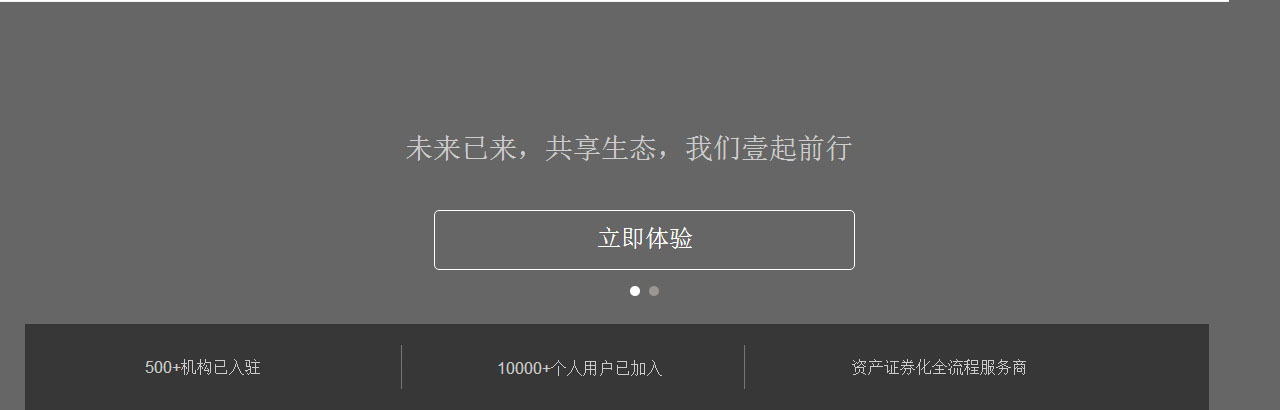 未来已来，共享生态，我们壹起前行
立即体验
500+机构已入驻
10000+个人用户已加入
资产证券化全流程服务商